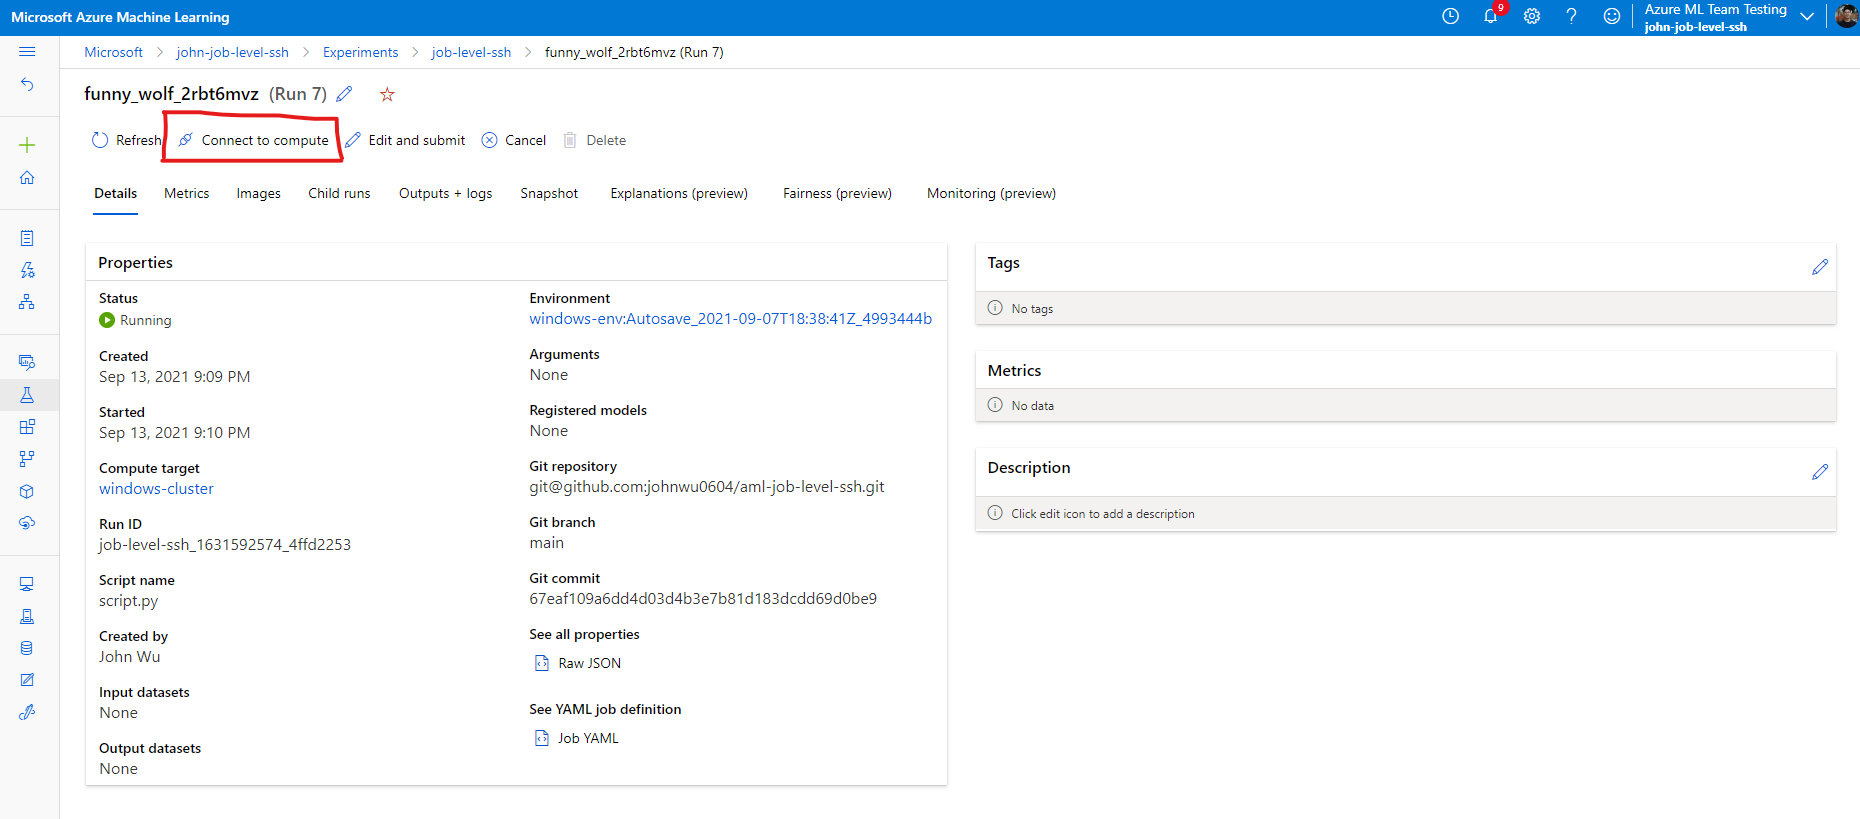 Microsoft Azure Machine Learning
9
Azure ML Team Testing
john-job-level-ssh
Microsoft > john-job-level-ssh > Experiments > job-level-ssh > funny_wolf_2rbt6mvz (Run 7)
funny_wolf_2rbt6mvz (Run 7)
Refresh Connect to compute Edit and submit Cancel Delete
Details Metrics Images Child runs Outputs + logs Snapshot Explanations (preview) Fairness (preview) Monitoring (preview)
Properties
Status
Running
Created
Sep 13, 2021 9:09 PM
Started
Sep 13, 2021 9:10 PM
Compute target
windows-cluster
Run ID
job-level-ssh_1631592574_4ffd2253
Script name
script.py
Created by
John Wu
Input datasets
None
Output datasets
None
Environment
windows-env:Autosave_2021-09-07T18:38:41Z_4993444b
Arguments
None
Registered models
None
Git repository
git@github.com:johnwu0604/aml-job-level-ssh.git
Git branch
main
Git commit
67eaf109a6dd4d03d4b3e7b81d183dcdd69d0be9
See all properties
Raw JSON
See YAML job definition
Job YAML
Tags
No tags
Metrics
No data
Description
Click edit icon to add a description